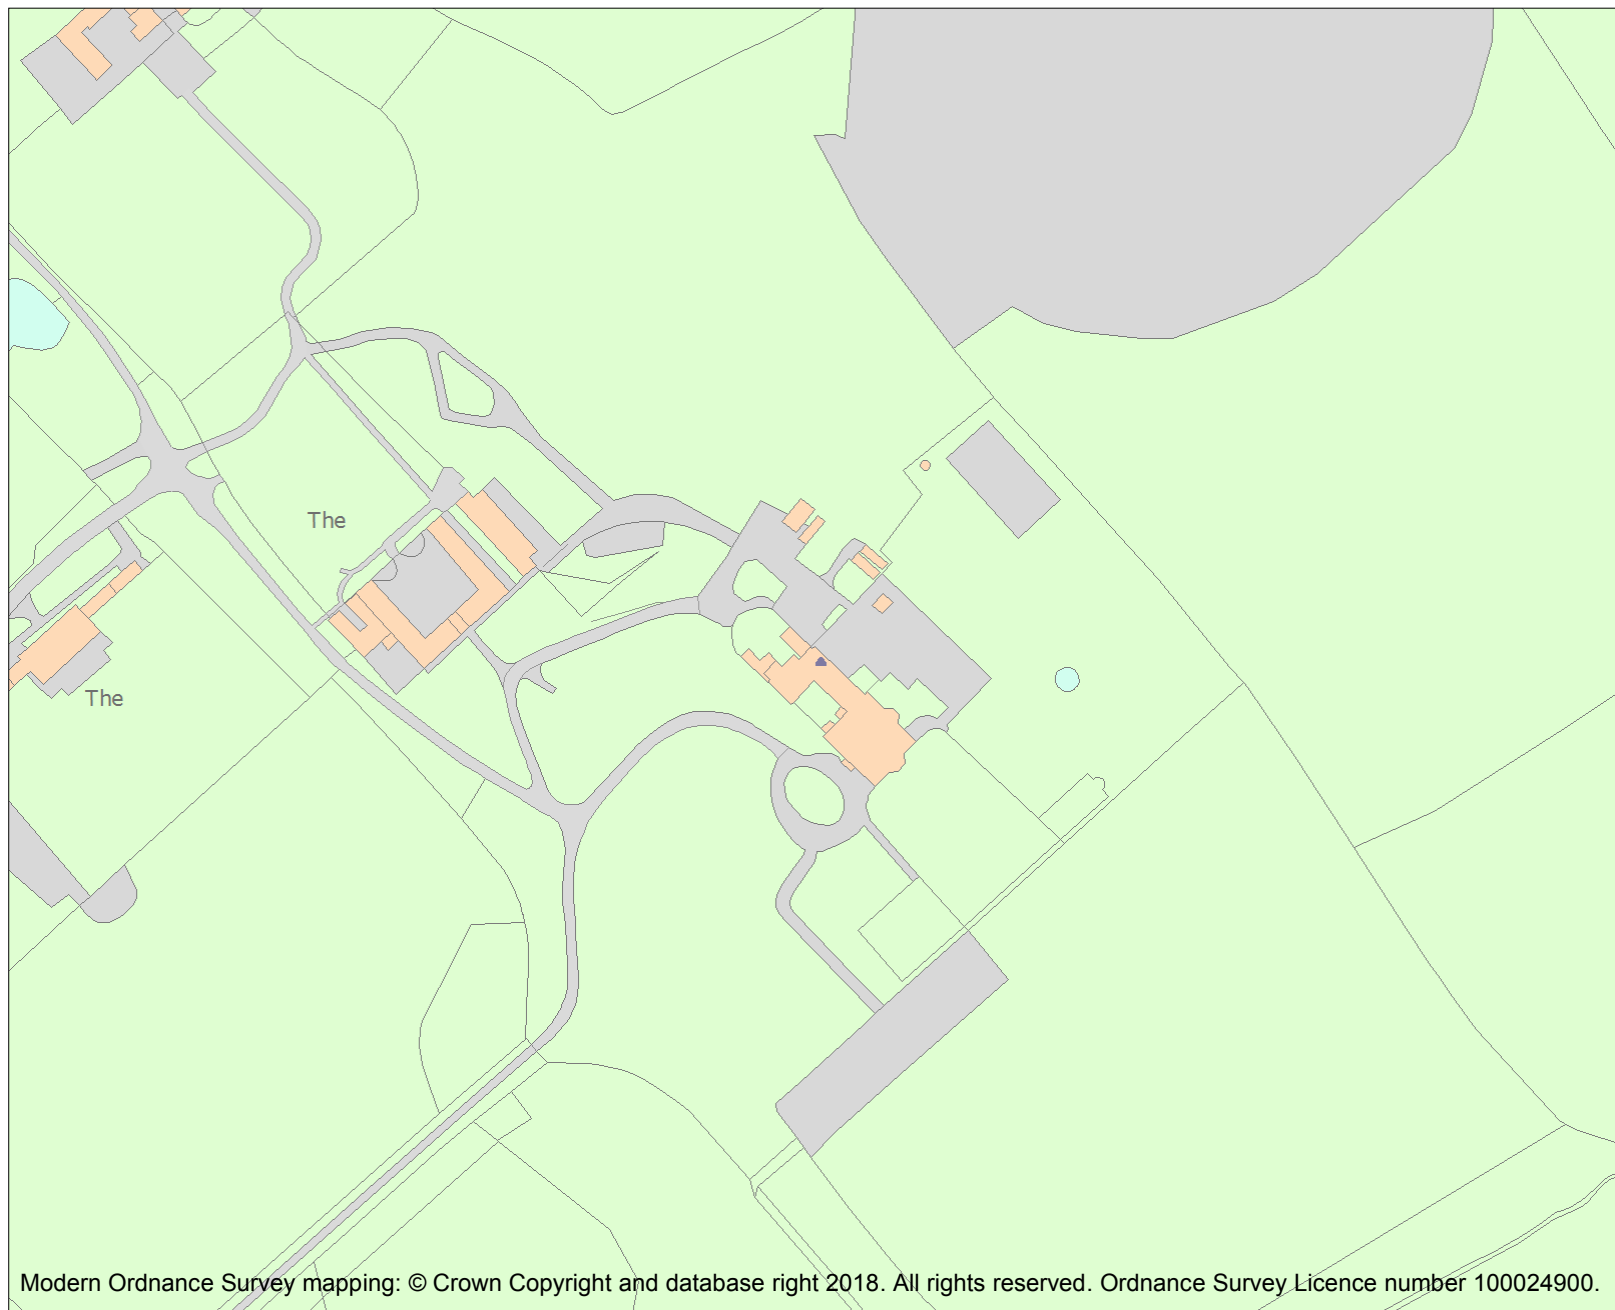 The
The
Modern Ordnance Survey mapping: © Crown Copyright and database right 2018. All rights reserved. Ordnance Survey Licence number 100024900.